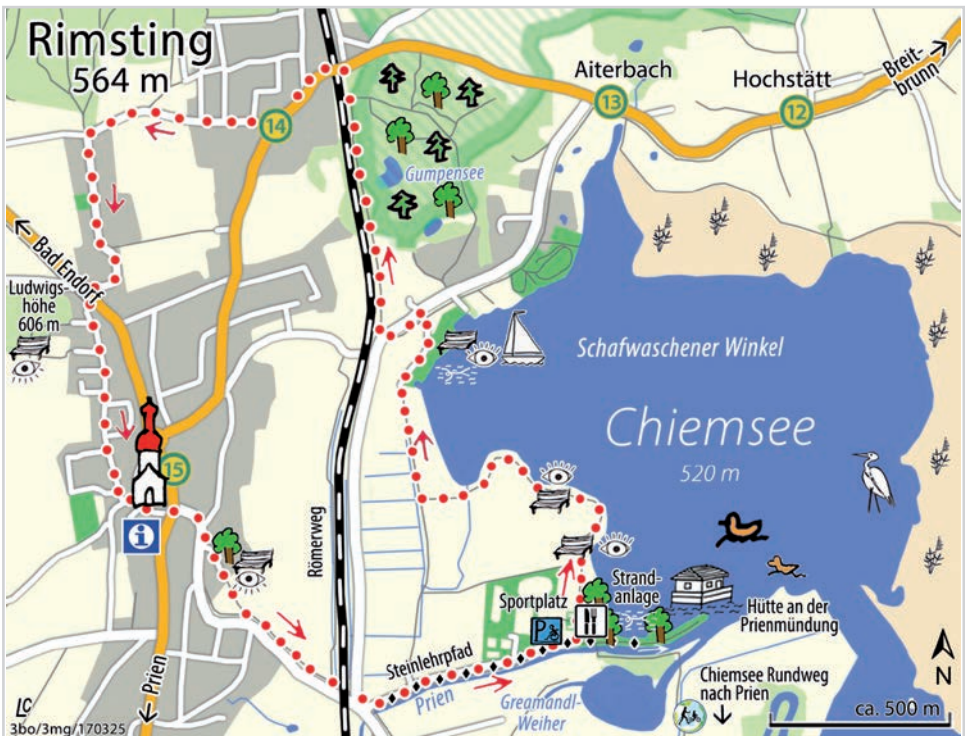 Rimsting
564 m
Aiterbach
Hochstätt
Breit-
brunn
14
13
12
Gumpensee
Bad Endorf
Ludwigs-
höhe
606 m
Schafwaschener Winkel
Chiemsee
520 m
15
i
Römerweg
Sportplatz
Strand-
anlage
P
Hütte an der
Prienmündung
Steinlehrpfad
Prien
Greamandl-
Weiher
Chiemsee Rundweg
nach Prien
N
ca. 500 m
Prien
LC
3bo/3mg/170325